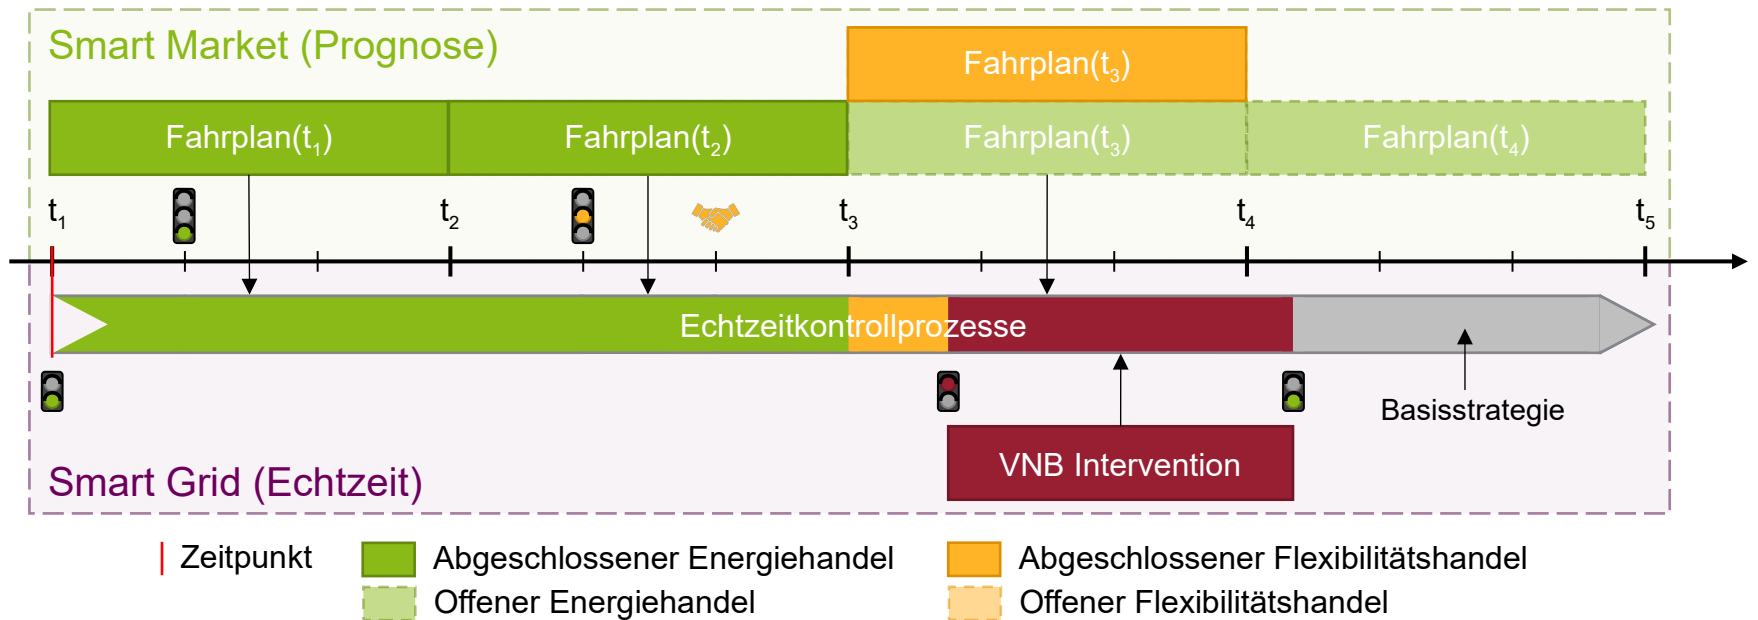 Smart Market (Prognose)
Fahrplan(t3)
Fahrplan(t1)
Fahrplan(t2)
Fahrplan(t3)
Fahrplan(t4)
t1
t2
t3
t4
t5
Echtzeitkontrollprozesse
Basisstrategie
VNB Intervention
Smart Grid (Echtzeit)
Zeitpunkt
Abgeschlossener Energiehandel
Abgeschlossener Flexibilitätshandel
Offener Energiehandel
Offener Flexibilitätshandel